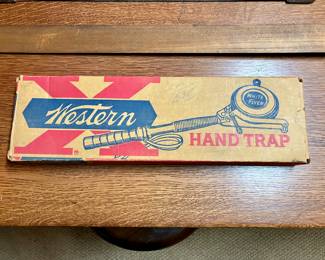 Western
WHITE
FLYER
HAND TRAP